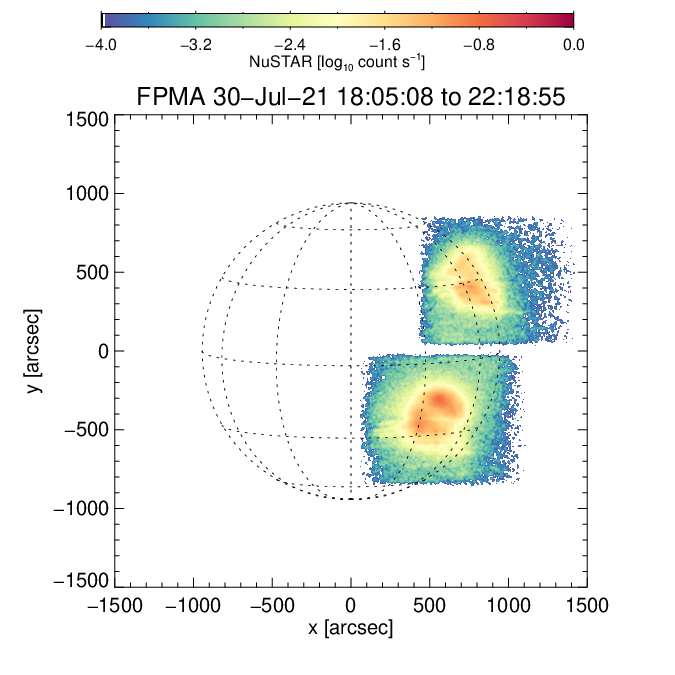 −4.0 −3.2 −2.4 −1.6 −0.8 0.0
NuSTAR [log₁₀ count s⁻¹]
FPMA 30−Jul−21 18:05:08 to 22:18:55
1500
1000
500
0
−500
−1000
−1500
y [arcsec]
−1500 −1000 −500 0 500 1000 1500
x [arcsec]